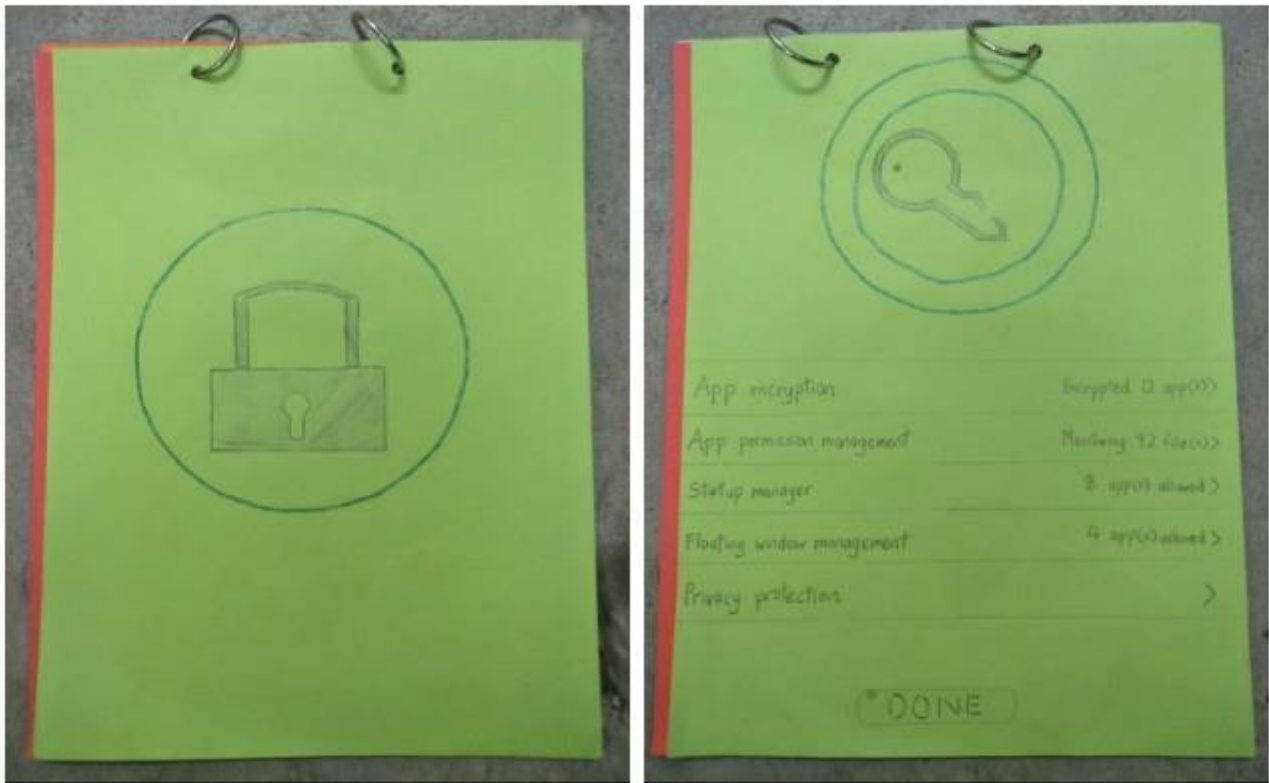 App encryption Encrypted 0 app(s)>
App permission management Monitoring 92 file(s)>
Startup manager 8 app(s) allowed >
Floating window management 4 app(s) allowed >
Privacy protection >
DONE